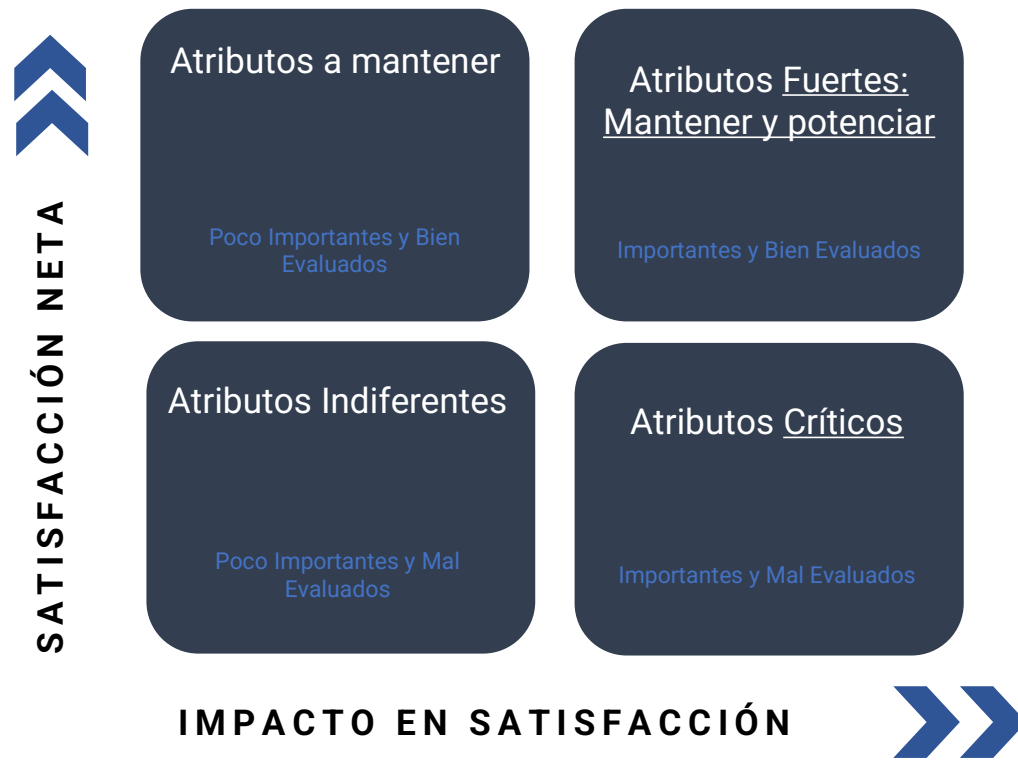 Atributos a mantener
Poco Importantes y Bien
Evaluados
Atributos Fuertes:
Mantener y potenciar
Importantes y Bien Evaluados
SATISFACCIÓN NETA
Atributos Indiferentes
Poco Importantes y Mal
Evaluados
Atributos Críticos
Importantes y Mal Evaluados
IMPACTO EN SATISFACCIÓN